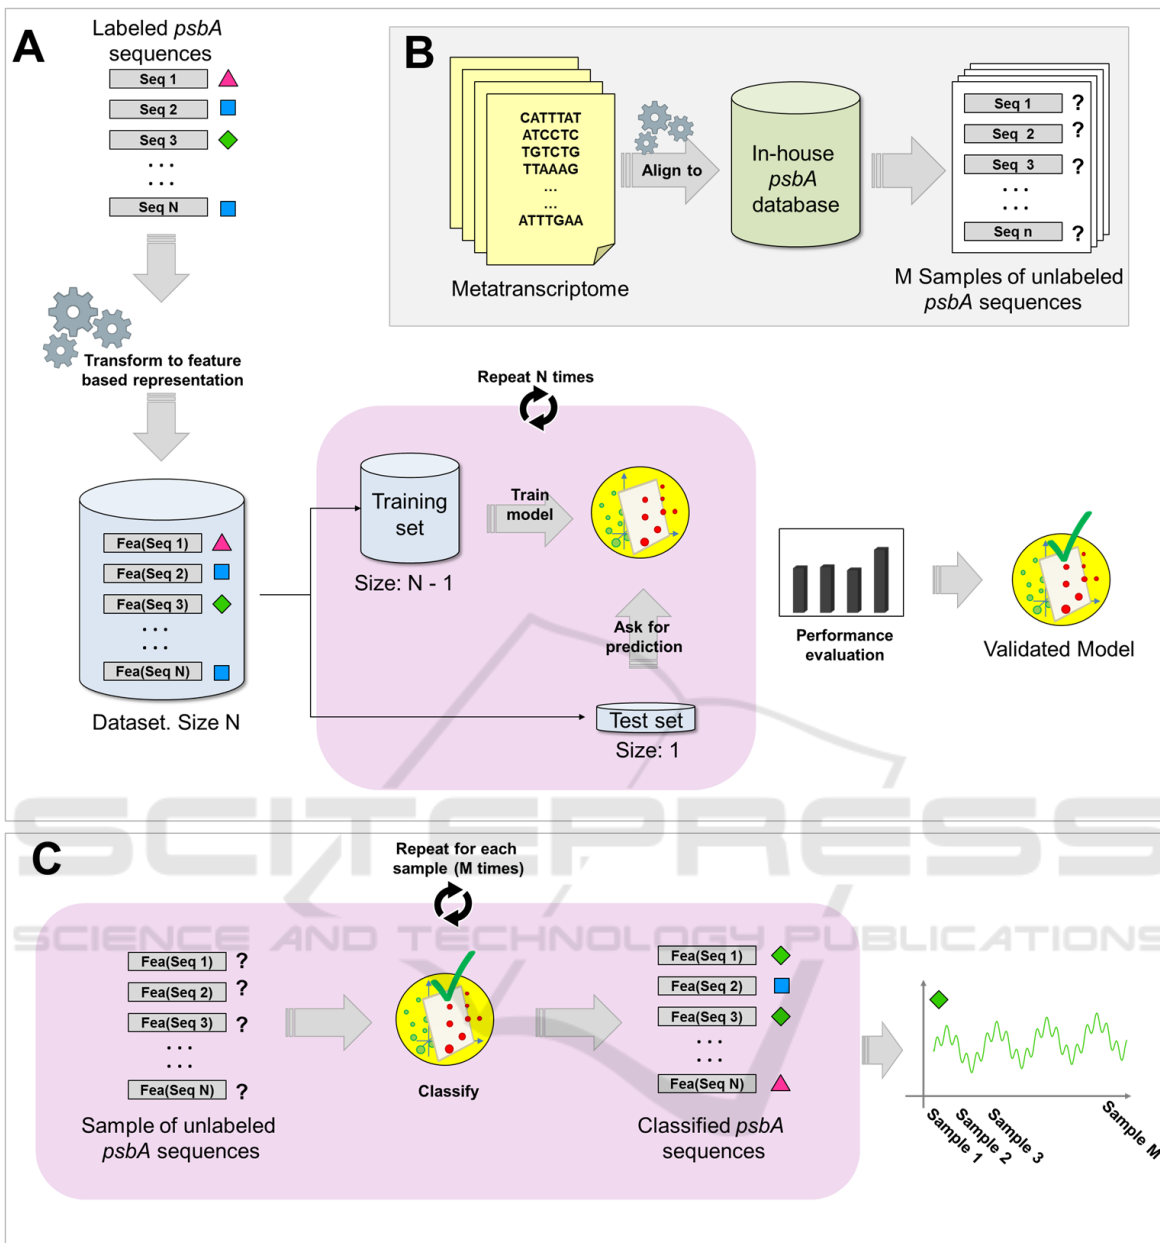 A
Labeled psbA
sequences
Seq 1
Seq 2
Seq 3
...
...
Seq N
Transform to feature
based representation
Fea(Seq 1)
Fea(Seq 2)
Fea(Seq 3)
...
...
Fea(Seq N)
Dataset. Size N
Repeat N times
Training
set
Size: N - 1
Train
model
Ask for
prediction
Test set
Size: 1
Performance
evaluation
Validated Model
B
CATTTAT
ATCCTC
TGTCTG
TTAAAG
...
...
ATTTGAA
Metatranscriptome
Align to
In-house
psbA
database
Seq 1 ?
Seq 2 ?
Seq 3 ?
...
...
Seq n ?
M Samples of unlabeled
psbA sequences
SCITEPRESS
SCIENCE AND TECHNOLOGY PUBLICATIONS
C
Repeat for each
sample (M times)
Fea(Seq 1) ?
Fea(Seq 2) ?
Fea(Seq 3) ?
...
...
Fea(Seq N) ?
Sample of unlabeled
psbA sequences
Classify
Fea(Seq 1)
Fea(Seq 2)
Fea(Seq 3)
...
...
Fea(Seq N)
Classified psbA
sequences
Sample 1
Sample 2
Sample 3
Sample M